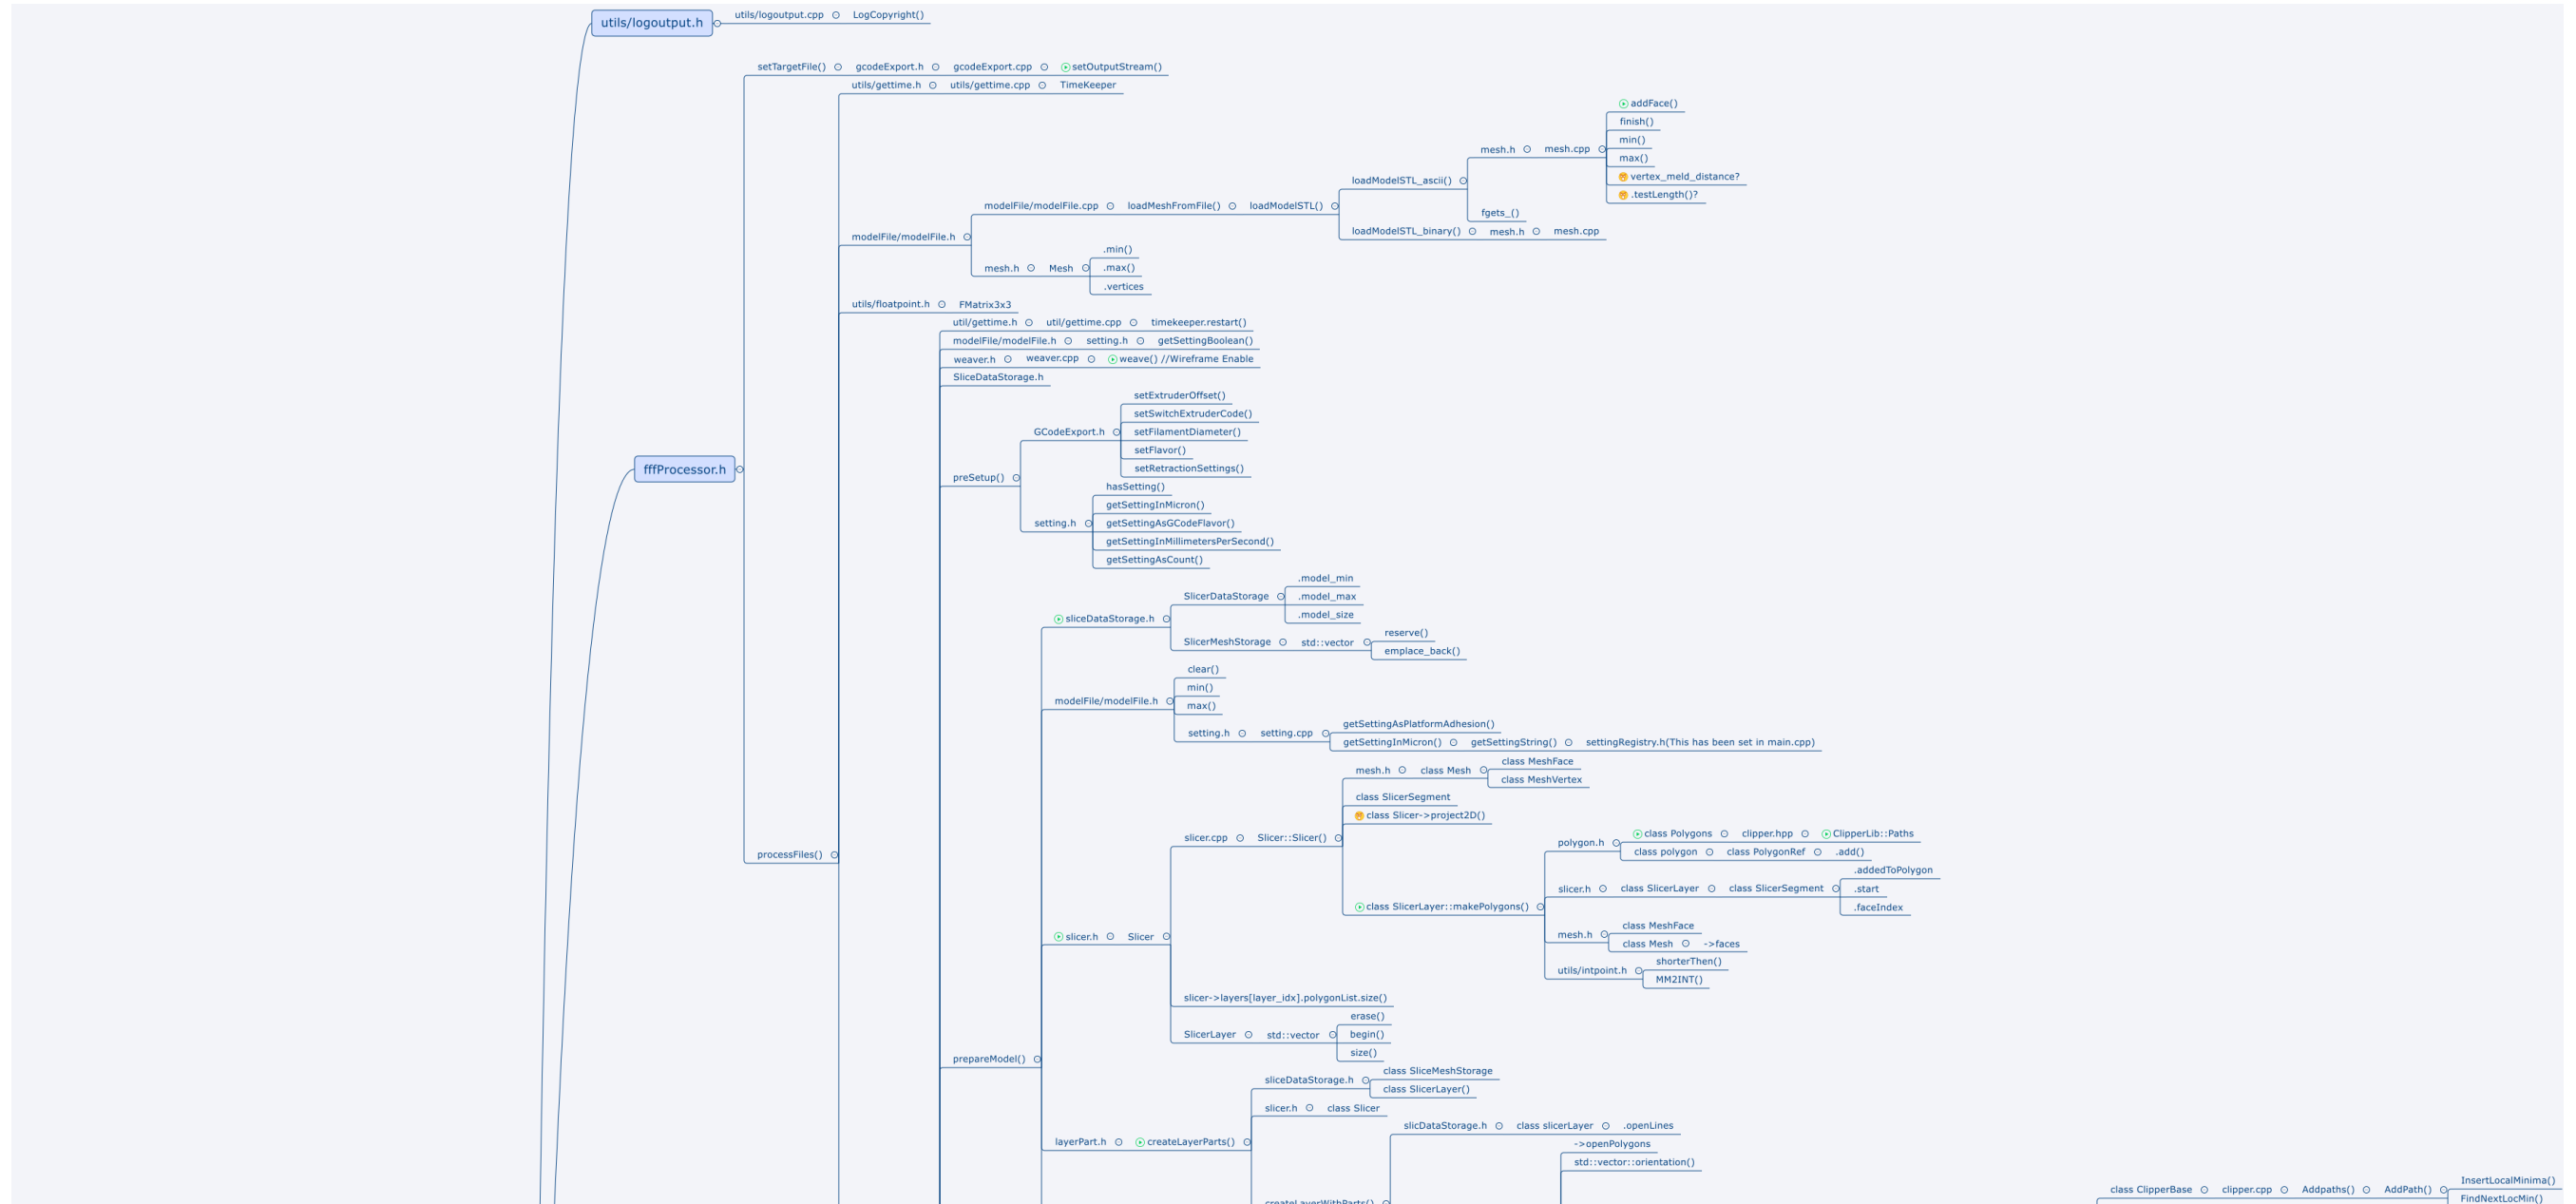 utils/logoutput.h
utils/logoutput.cpp LogCopyright()
setTargetFile() gcodeExport.h gcodeExport.cpp setOutputStream()
utils/gettime.h utils/gettime.cpp TimeKeeper
addFace()
finish()
min()
mesh.h mesh.cpp
max()
vertex_meld_distance?
loadModelSTL_ascii()
.testLength()?
modelFile/modelFile.cpp loadMeshFromFile() loadModelSTL()
fgets_()
loadModelSTL_binary() mesh.h mesh.cpp
modelFile/modelFile.h
.min()
mesh.h Mesh .max()
.vertices
utils/floatpoint.h FMatrix3x3
util/gettime.h util/gettime.cpp timekeeper.restart()
modelFile/modelFile.h setting.h getSettingBoolean()
weaver.h weaver.cpp weave() //Wireframe Enable
SliceDataStorage.h
setExtruderOffset()
setSwitchExtruderCode()
GCodeExport.h setFilamentDiameter()
setFlavor()
fffProcessor.h
setRetractionSettings()
preSetup()
hasSetting()
getSettingInMicron()
setting.h getSettingAsGCodeFlavor()
getSettingInMillimetersPerSecond()
getSettingAsCount()
.model_min
SlicerDataStorage .model_max
.model_size
sliceDataStorage.h
reserve()
SlicerMeshStorage std::vector
emplace_back()
clear()
min()
modelFile/modelFile.h
max()
getSettingAsPlatformAdhesion()
setting.h setting.cpp
getSettingInMicron() getSettingString() settingRegistry.h(This has been set in main.cpp)
class MeshFace
mesh.h class Mesh
class MeshVertex
class SlicerSegment
class Slicer->project2D()
class Polygons clipper.hpp ClipperLib::Paths
slicer.cpp Slicer::Slicer()
polygon.h
class polygon class PolygonRef .add()
processFiles()
.addedToPolygon
slicer.h class SlicerLayer class SlicerSegment .start
class SlicerLayer::makePolygons()
.faceIndex
class MeshFace
mesh.h
slicer.h Slicer
class Mesh ->faces
shorterThen()
utils/intpoint.h
MM2INT()
slicer->layers[layer_idx].polygonList.size()
erase()
SlicerLayer std::vector begin()
size()
prepareModel()
class SliceMeshStorage
sliceDataStorage.h
class SlicerLayer()
slicer.h class Slicer
slicDataStorage.h class slicerLayer .openLines
layerPart.h createLayerParts()
->openPolygons
std::vector::orientation()
InsertLocalMinima()
class ClipperBase clipper.cpp Addpaths() AddPath()
FindNextLocMin()
createLayerWithParts()